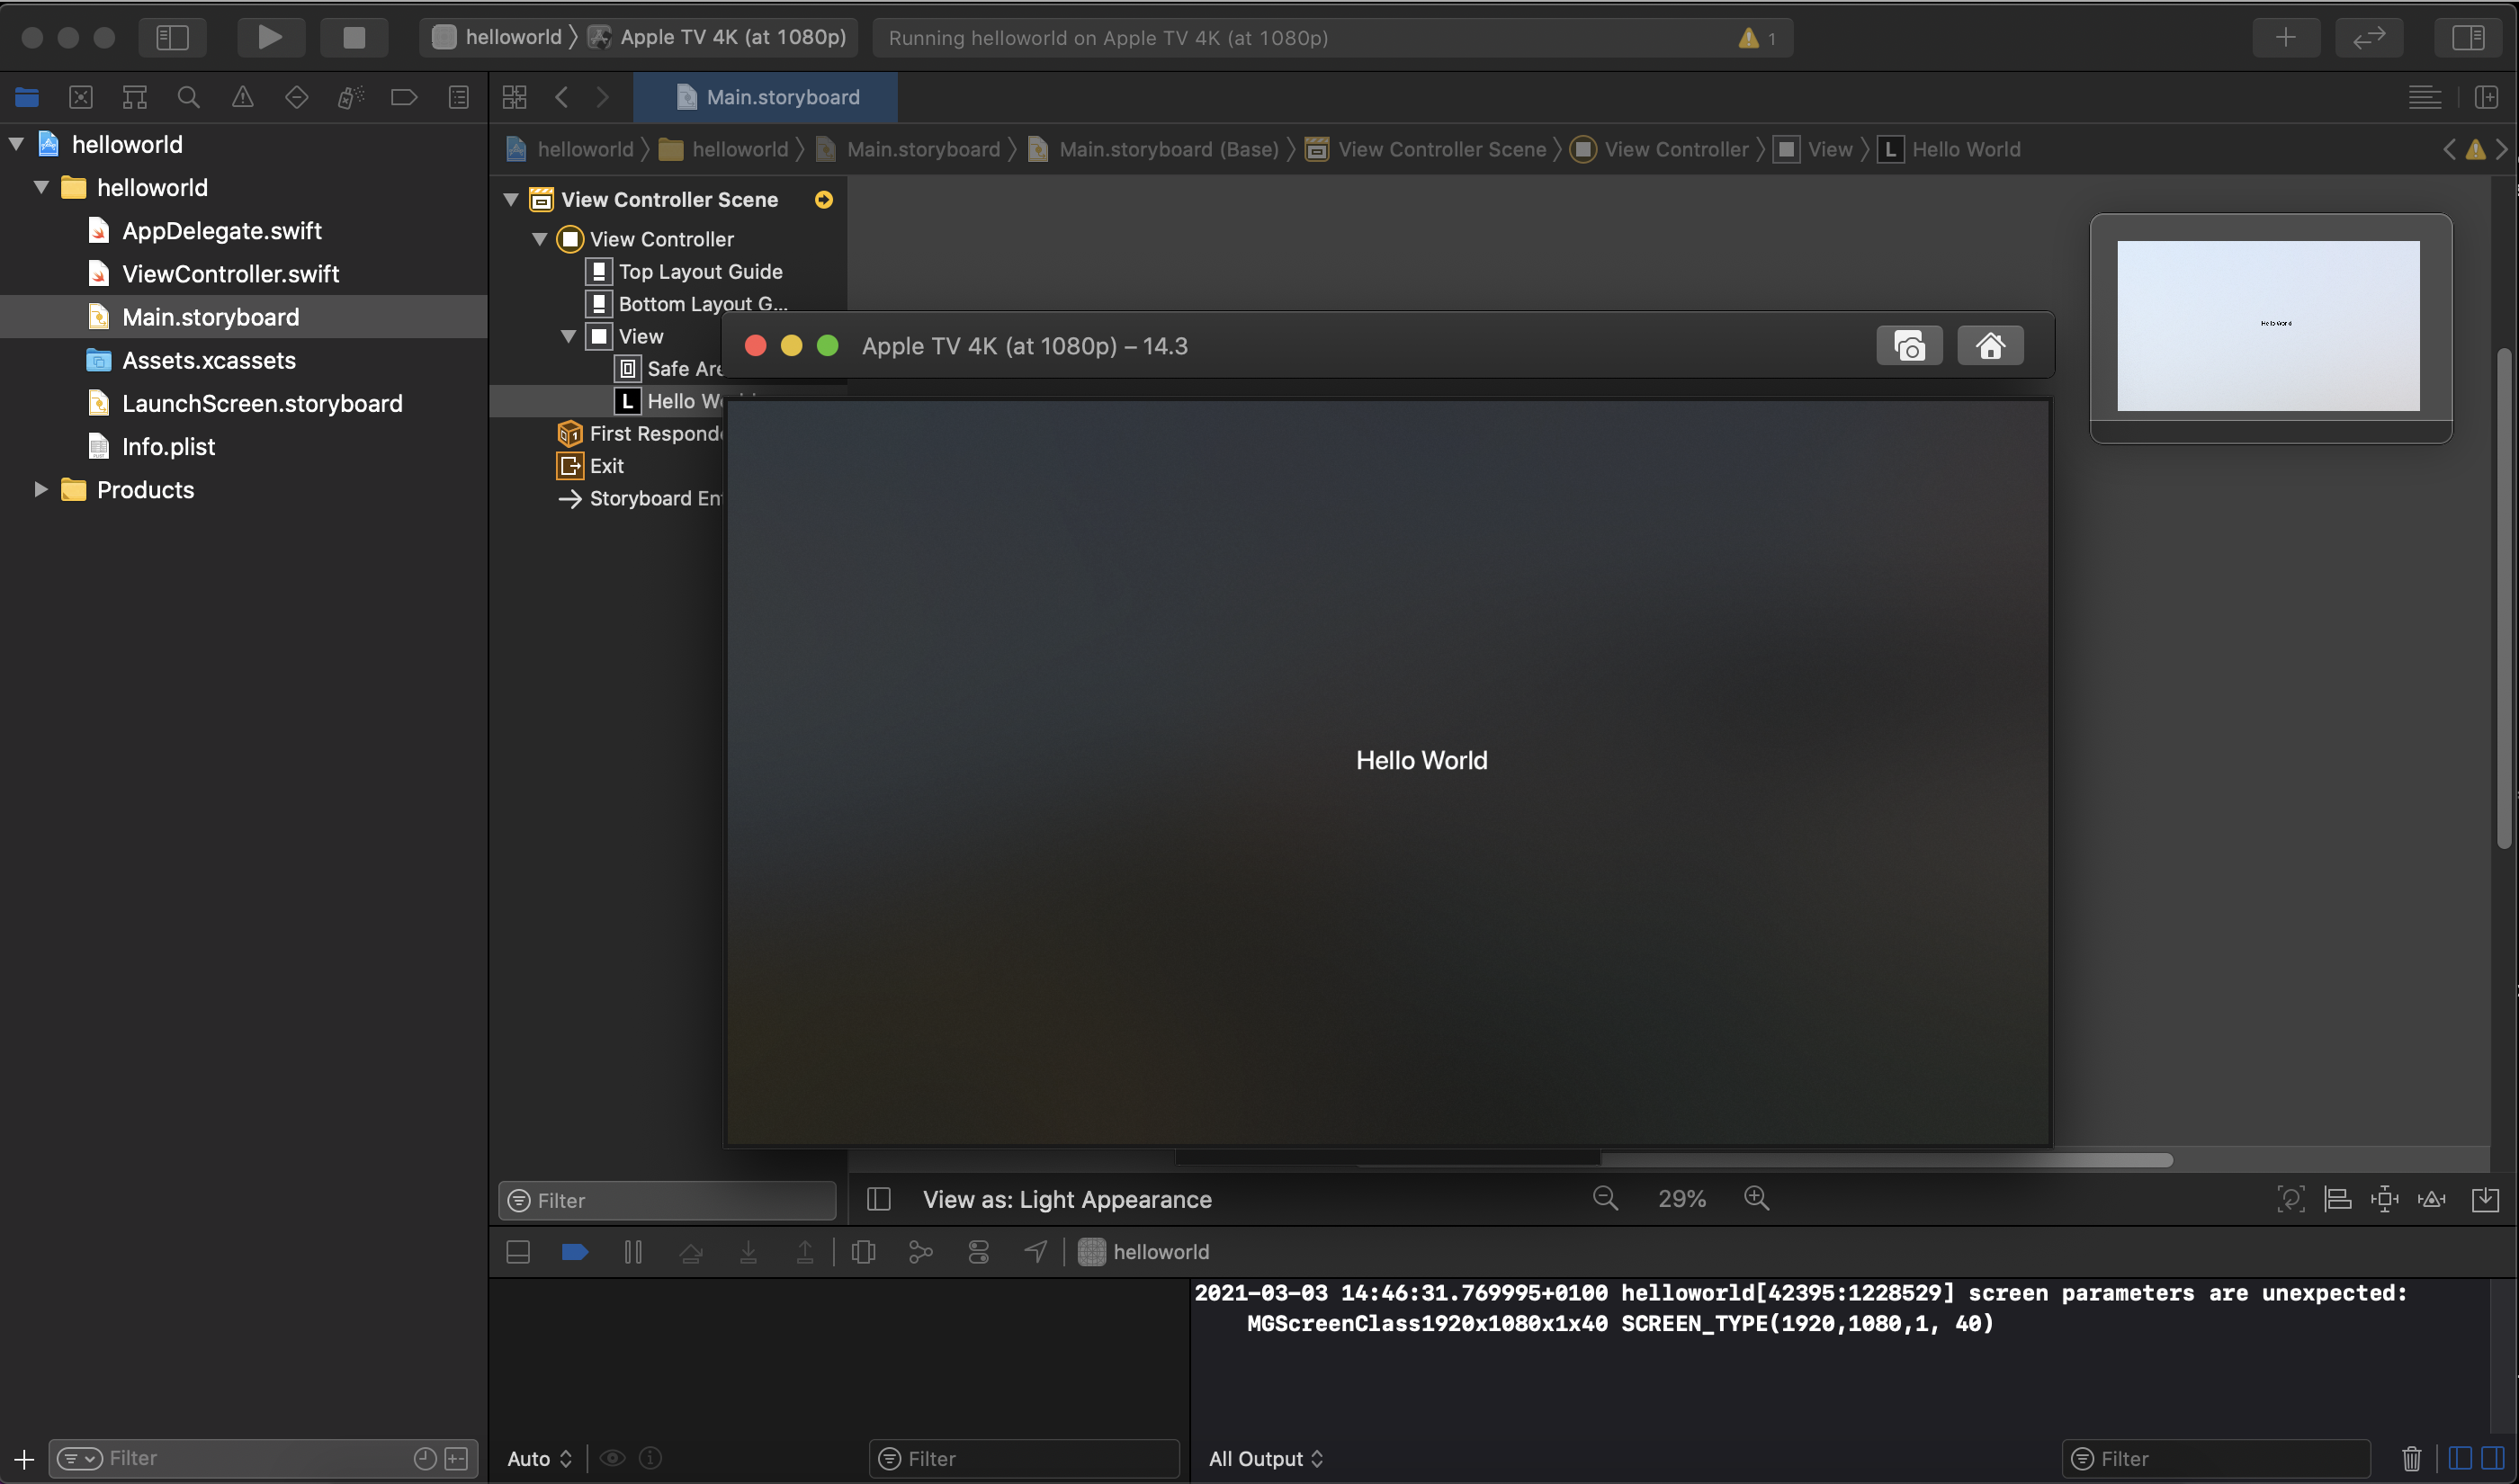 helloworld
Apple TV 4K (at 1080p)
Running helloworld on Apple TV 4K (at 1080p)
1
Main.storyboard
helloworld
helloworld
AppDelegate.swift
ViewController.swift
Main.storyboard
Assets.xcassets
LaunchScreen.storyboard
Info.plist
Products
helloworld
helloworld
Main.storyboard
Main.storyboard (Base)
View Controller Scene
View Controller
View
L Hello World
View Controller Scene
View Controller
Top Layout Guide
Bottom Layout G...
View
Safe Are
L Hello
First Respond
Exit
Storyboard
Apple TV 4K (at 1080p) – 14.3
Hello World
Hello World
Filter
View as: Light Appearance
29%
helloworld
2021-03-03 14:46:31.769995+0100 helloworld[42395:1228529] screen parameters are unexpected:
MGScreenClass1920x1080x1x40 SCREEN_TYPE(1920,1080,1, 40)
Filter
Auto
Filter
All Output
Filter